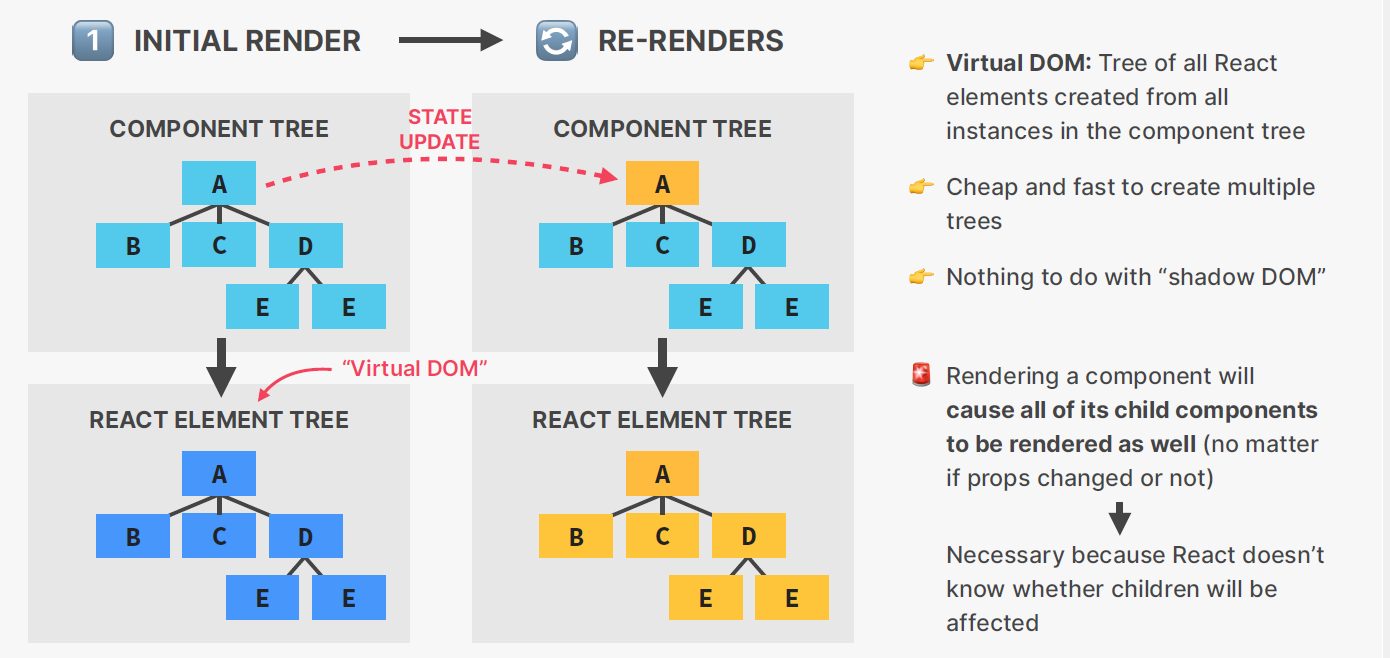 1 INITIAL RENDER
RE-RENDERS
COMPONENT TREE
A
B C D
E E
STATE
UPDATE
COMPONENT TREE
A
B C D
E E
“Virtual DOM”
REACT ELEMENT TREE
A
B C D
E E
REACT ELEMENT TREE
A
B C D
E E
Virtual DOM: Tree of all React
elements created from all
instances in the component tree
Cheap and fast to create multiple
trees
Nothing to do with “shadow DOM”
Rendering a component will
cause all of its child components
to be rendered as well (no matter
if props changed or not)
Necessary because React doesn’t
know whether children will be
affected